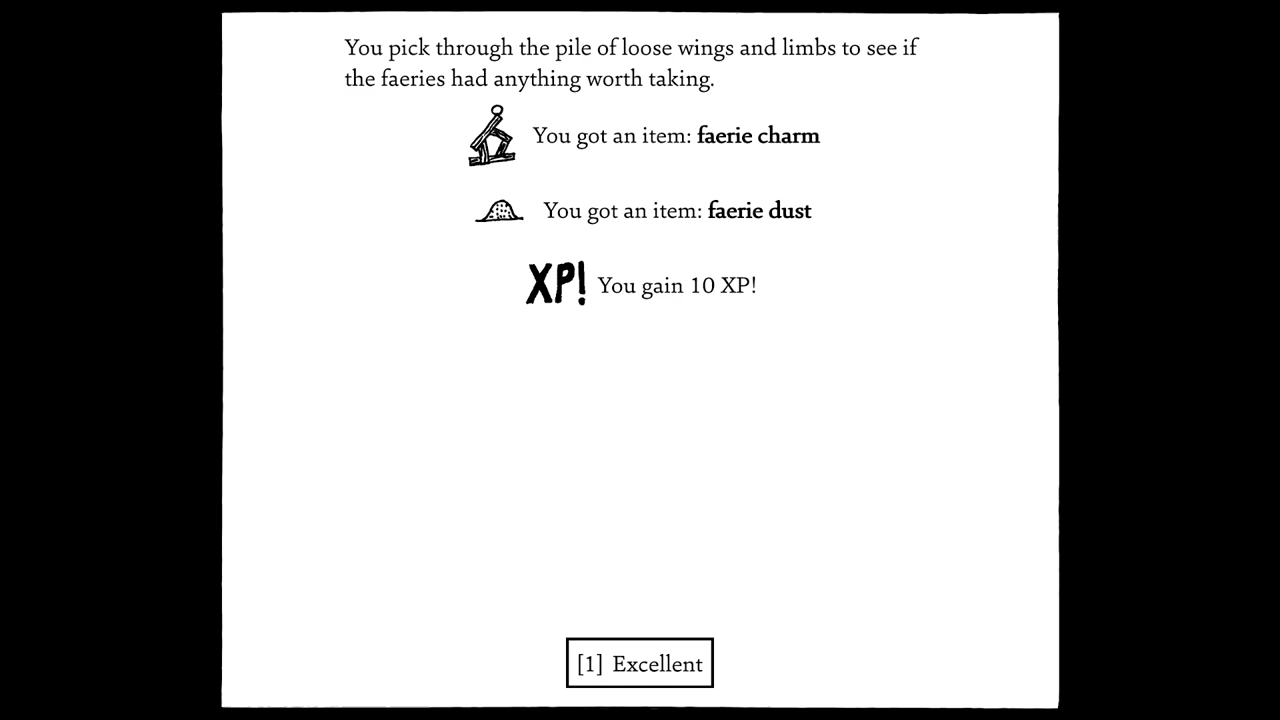 You pick through the pile of loose wings and limbs to see if
the faeries had anything worth taking.
You got an item: faerie charm
You got an item: faerie dust
XP! You gain 10 XP!
[1] Excellent